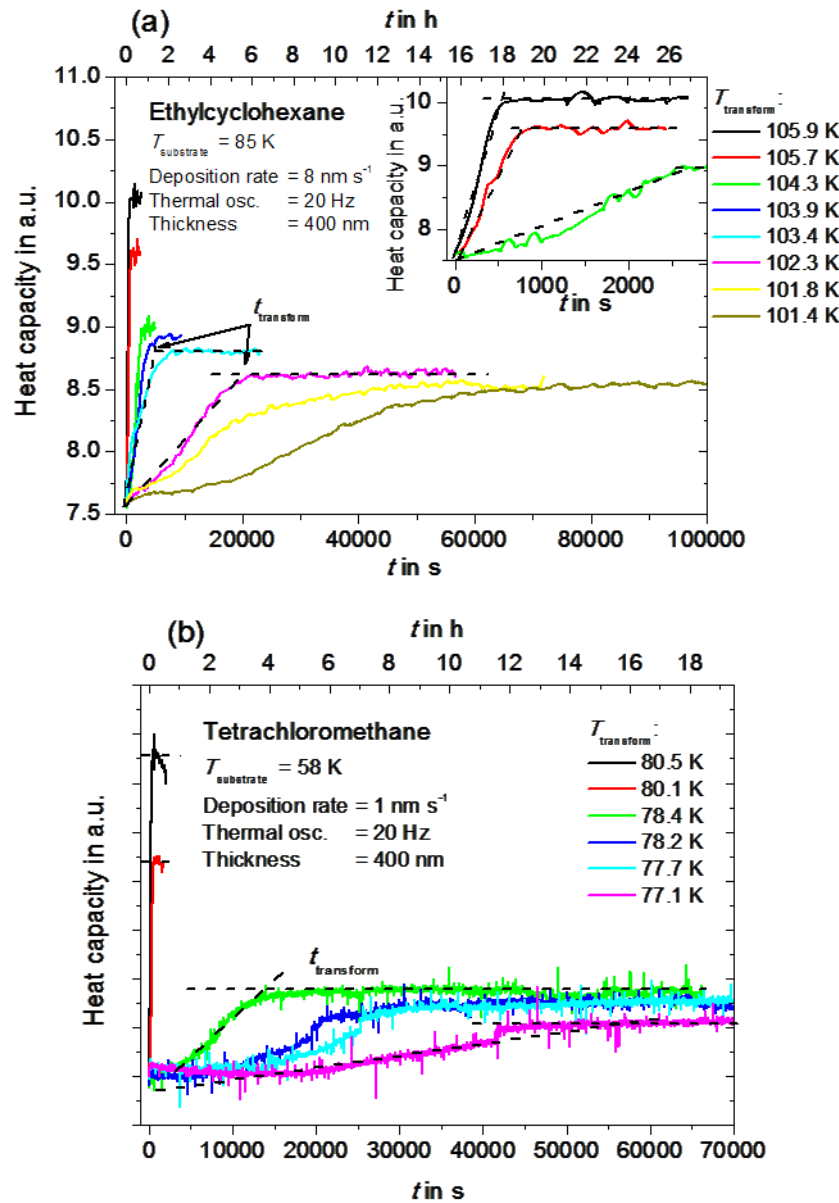 (a)
t in h
0 2 4 6 8 10 12 14 16 18 20 22 24 26
11.0
10.5
10.0
9.5
9.0
8.5
8.0
7.5
Heat capacity in a.u.
Ethylcyclohexane
T substrate = 85 K
Deposition rate = 8 nm s⁻¹
Thermal osc. = 20 Hz
Thickness = 400 nm
t transform
10
9
8
Heat capacity in a.u.
0 1000 2000
t in s
T transform :
105.9 K
105.7 K
104.3 K
103.9 K
103.4 K
102.3 K
101.8 K
101.4 K
0 20000 40000 60000 80000 100000
t in s
(b)
t in h
0 2 4 6 8 10 12 14 16 18
Heat capacity in a.u.
Tetrachloromethane
T substrate = 58 K
Deposition rate = 1 nm s⁻¹
Thermal osc. = 20 Hz
Thickness = 400 nm
T transform :
80.5 K
80.1 K
78.4 K
78.2 K
77.7 K
77.1 K
t transform
0 10000 20000 30000 40000 50000 60000 70000
t in s